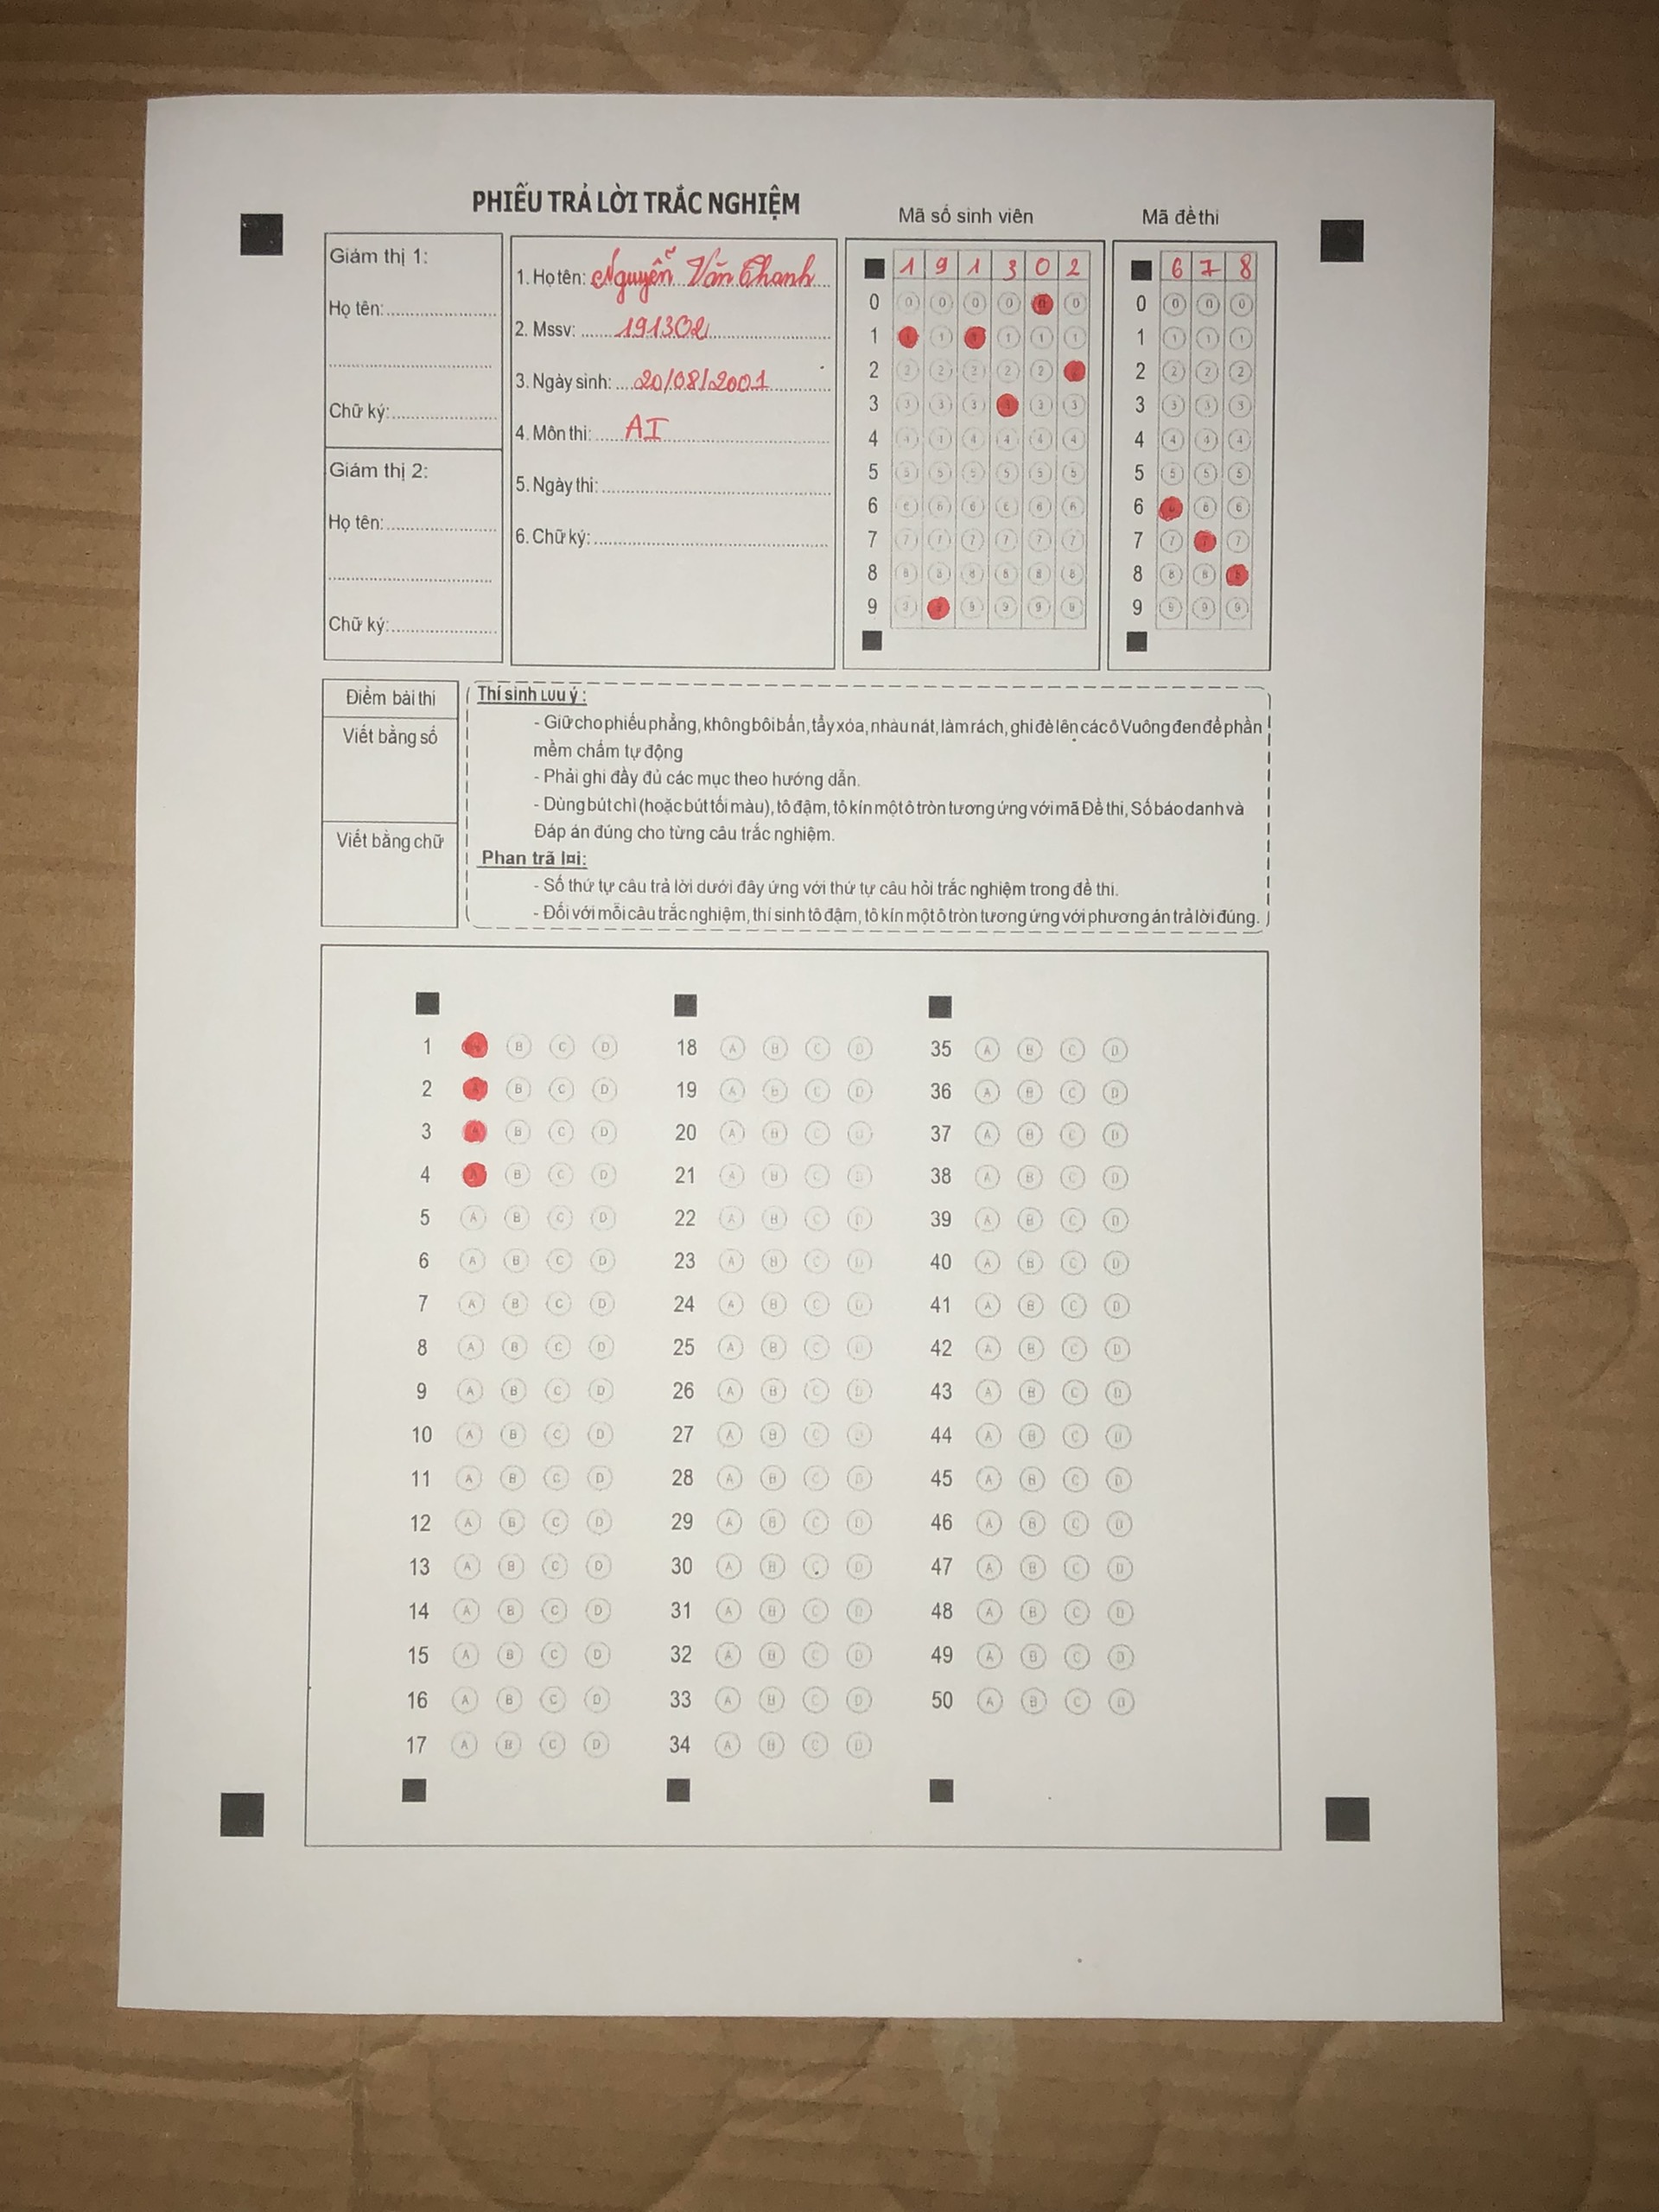 PHIẾU TRẢ LỜI TRẮC NGHIỆM
Giám thị 1:
Họ tên:
Chữ ký:
Giám thị 2:
Họ tên:
Chữ ký:
1. Họ tên: Nguyễn Văn Thanh
2. Mssv: 191302
3. Ngày sinh: 20/08/2001
4. Môn thi: AI
5. Ngày thi:
6. Chữ ký:
Mã số sinh viên
1 9 1 3 0 2
0 0 0 0 0 0
1 1 1 1 1
2 2 2 2 2 2
3 3 3 3 3 3
4 4 4 4 4 4 4
5 5 5 5 5 5 5
6 6 6 6 6 6 6
7 7 7 7 7 7 7
8 8 8 8 8 8 8
9 9 9 9 9 9
Mã đề thi
6 7 8
0 0 0 0
1 1 1 1
2 2 2 2
3 3 3 3
4 4 4 4
5 5 5 5
6 6 6
7 7 7 7
8 8 8 8
9 9 9 9
Điểm bài thi
Viết bằng số
Viết bằng chữ
Thí sinh Lưu ý :
- Giữ cho phiếu phẳng, không bôi bẩn, tẩy xóa, nhàu nát, làm rách, ghi đè lên các ô Vuông đen để phần
mềm chấm tự động
- Phải ghi đầy đủ các mục theo hướng dẫn.
- Dùng bút chì (hoặc bút tối màu), tô đậm, tô kín một ô tròn tương ứng với mã Đề thi, Số báo danh và
Đáp án đúng cho từng câu trắc nghiệm.
Phan trã l¤i:
- Số thứ tự câu trả lời dưới đây ứng với thứ tự câu hỏi trắc nghiệm trong đề thi.
- Đối với mỗi câu trắc nghiệm, thí sinh tô đậm, tô kín một ô tròn tương ứng với phương án trả lời đúng.
1 B C D
2 A B C D
3 A B C D
4 A B C D
5 A B C D
6 A B C D
7 A B C D
8 A B C D
9 A B C D
10 A B C D
11 A B C D
12 A B C D
13 A B C D
14 A B C D
15 A B C D
16 A B C D
17 A B C D
18 A B C D
19 A B C D
20 A B C D
21 A B C D
22 A B C D
23 A B C D
24 A B C D
25 A B C D
26 A B C D
27 A B C D
28 A B C D
29 A B C D
30 A B C D
31 A B C D
32 A B C D
33 A B C D
34 A B C D
35 A B C D
36 A B C D
37 A B C D
38 A B C D
39 A B C D
40 A B C D
41 A B C D
42 A B C D
43 A B C D
44 A B C D
45 A B C D
46 A B C D
47 A B C D
48 A B C D
49 A B C D
50 A B C D